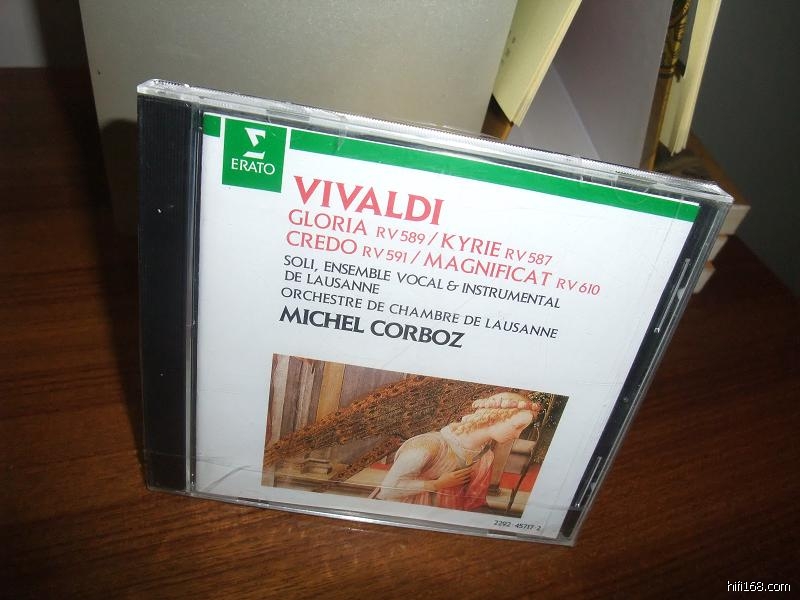 Σ
ERATO
VIVALDI
GLORIA RV 589 / KYRIE RV 587
CREDO RV 591 / MAGNIFICAT RV 610
SOLI, ENSEMBLE VOCAL & INSTRUMENTAL
DE LAUSANNE
ORCHESTRE DE CHAMBRE DE LAUSANNE
MICHEL CORBOZ
2292-45717-2
hifi168.com